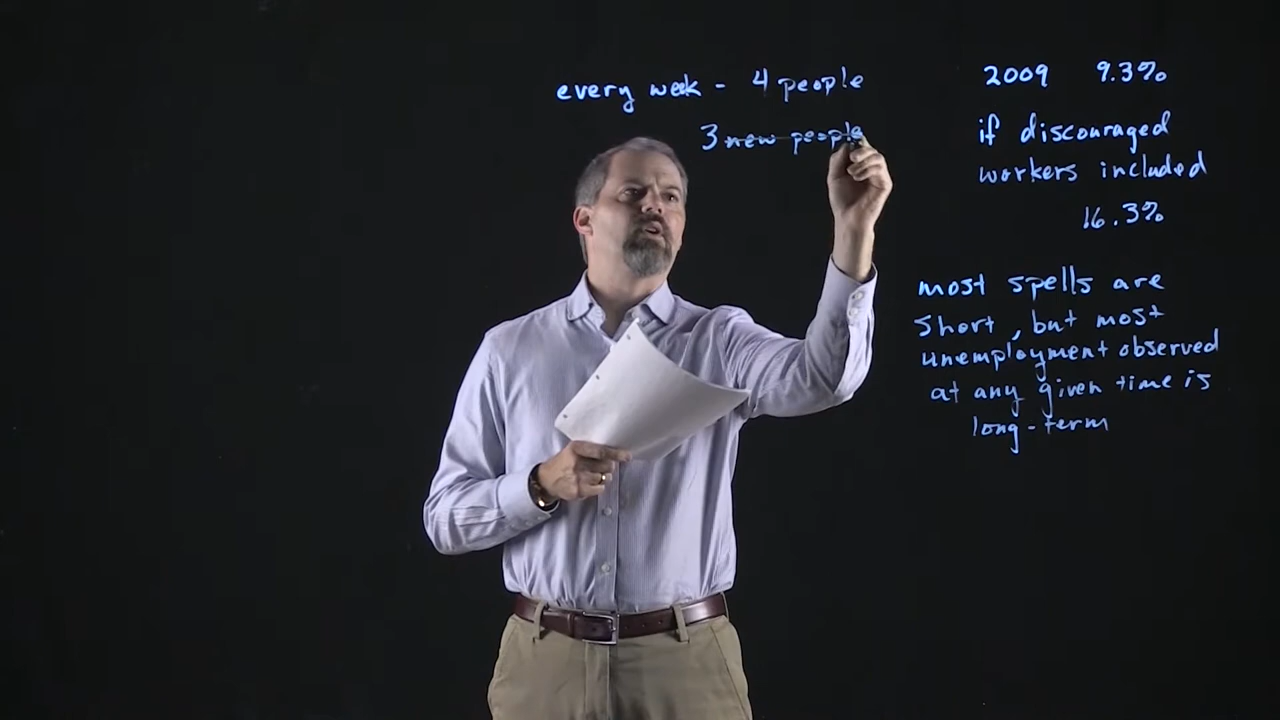 every week - 4 people
3 new people
2009 9.3%
if discouraged
workers included
16.3%
most spells are
short, but most
unemployment observed
at any given time is
long-term